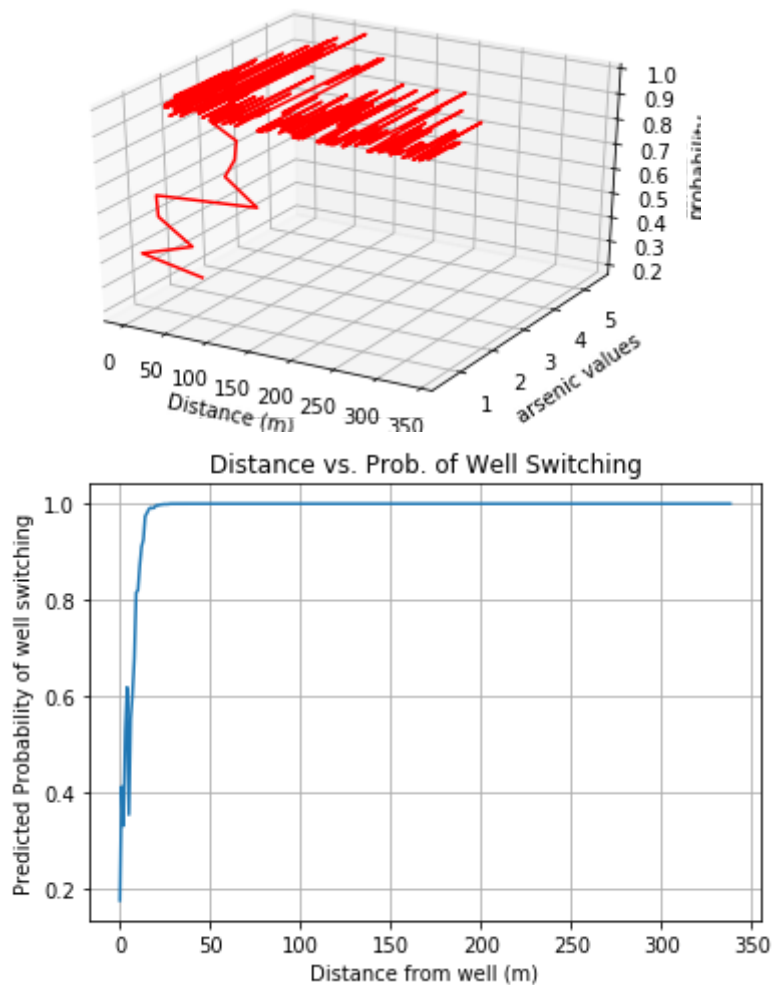 1.0
0.9
0.8
0.7
0.6
0.5
0.4
0.3
0.2
probability
0 50 100 150 200 250 300 350
Distance (m)
1 2 3 4 5
arsenic values
Distance vs. Prob. of Well Switching
Predicted Probability of well switching
1.0
0.8
0.6
0.4
0.2
0 50 100 150 200 250 300 350
Distance from well (m)